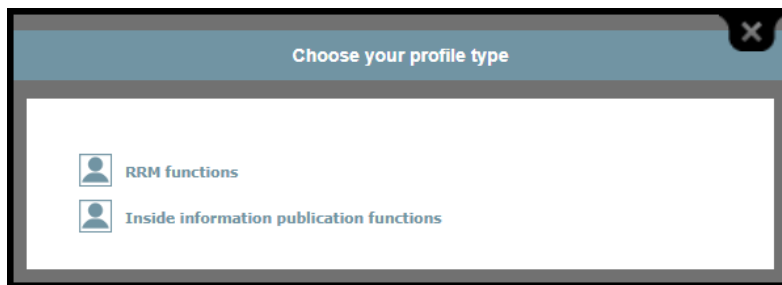 Choose your profile type
RRM functions
Inside information publication functions